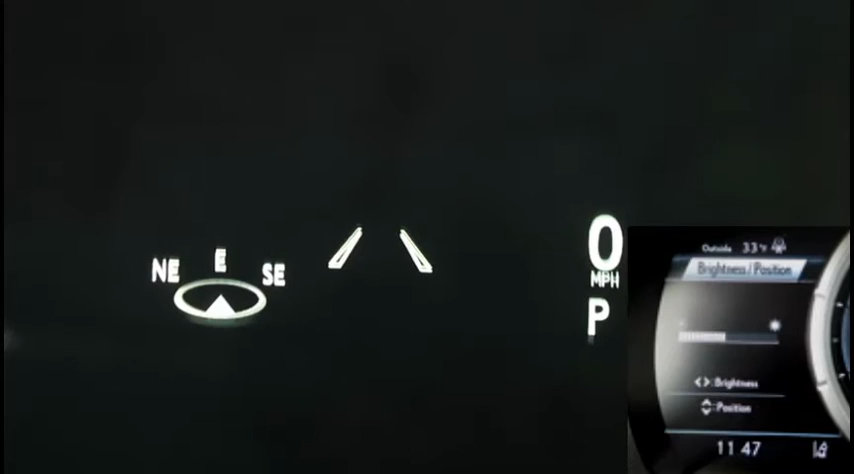 NE E SE
0
MPH
P
Outside 33°F
Brightness/Position
<>:Brightness
:Position
11 47